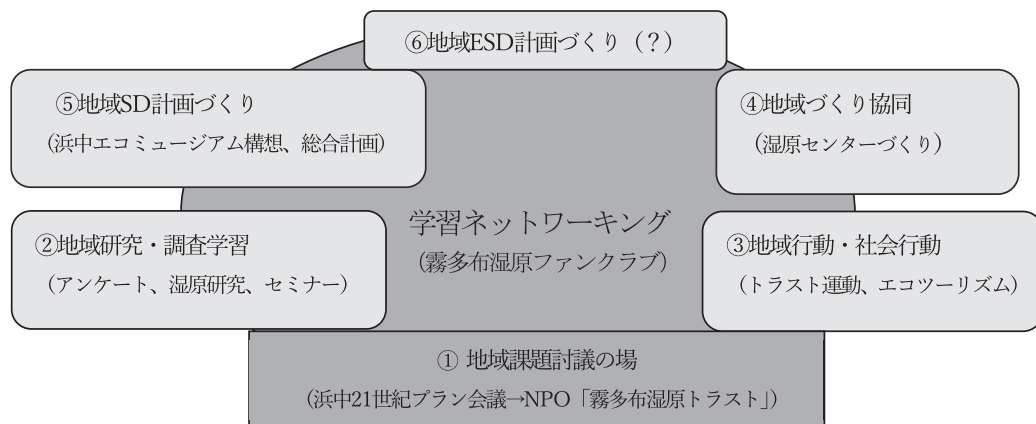 ⑥地域ESD計画づくり（？）
⑤地域SD計画づくり
（浜中エコミュージアム構想、総合計画）
④地域づくり協同
（湿原センターづくり）
学習ネットワーキング
（霧多布湿原ファンクラブ）
②地域研究・調査学習
（アンケート、湿原研究、セミナー）
③地域行動・社会行動
（トラスト運動、エコツーリズム）
① 地域課題討議の場
（浜中21世紀プラン会議→NPO「霧多布湿原トラスト」）